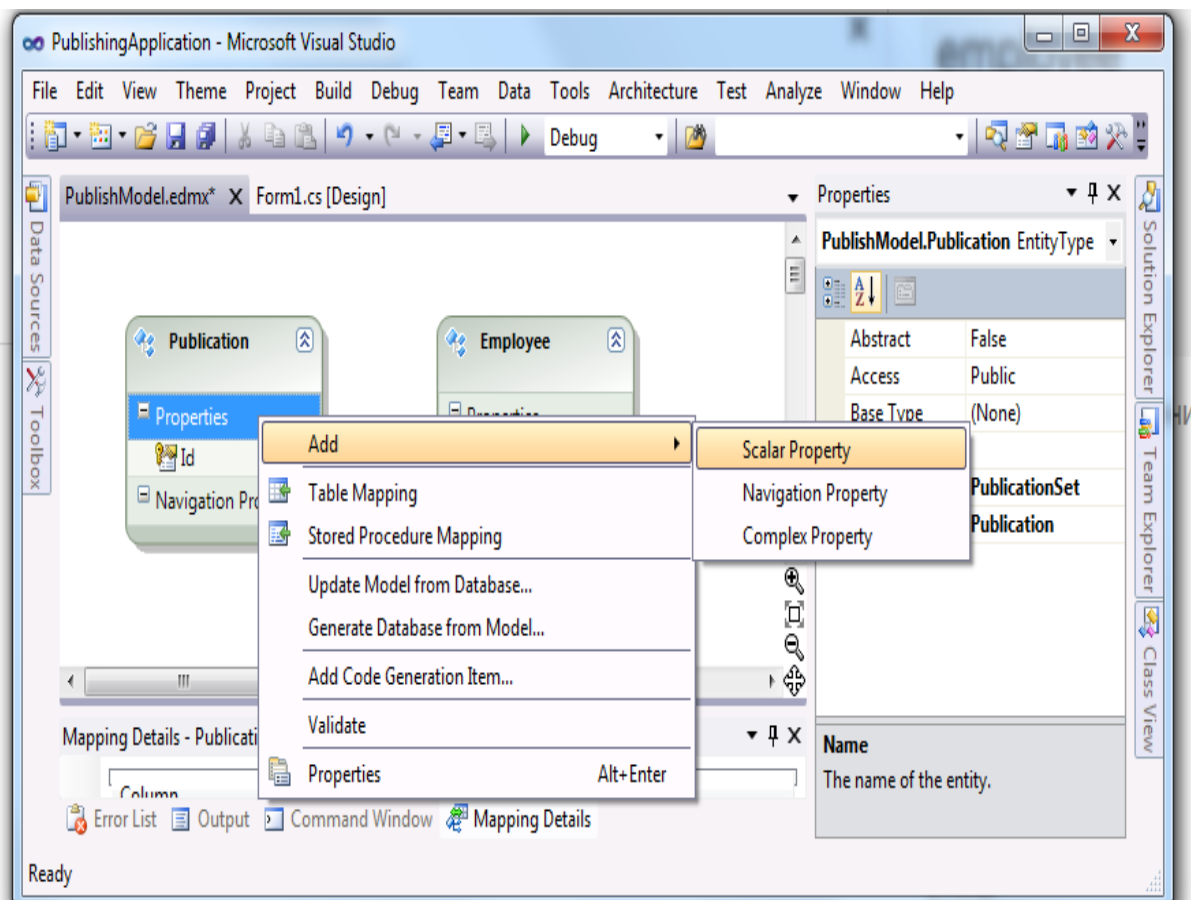 employee
PublishingApplication - Microsoft Visual Studio
File Edit View Theme Project Build Debug Team Data Tools Architecture Test Analyze Window Help
Debug
PublishModel.edmx* X Form1.cs [Design]
Properties
PublishModel.Publication EntityType
Data Sources
Toolbox
Publication
Properties
Id
Employee
Add
Table Mapping
Stored Procedure Mapping
Update Model from Database...
Generate Database from Model...
Add Code Generation Item...
Validate
Properties Alt+Enter
Scalar Property
Navigation Property
Complex Property
Abstract False
Access Public
Base Type (None)
PublicationSet
Publication
Name
The name of the entity.
Solution Explorer
Team Explorer
Class View
Mapping Details - Publicati
Column
Error List Output Command Window Mapping Details
Ready